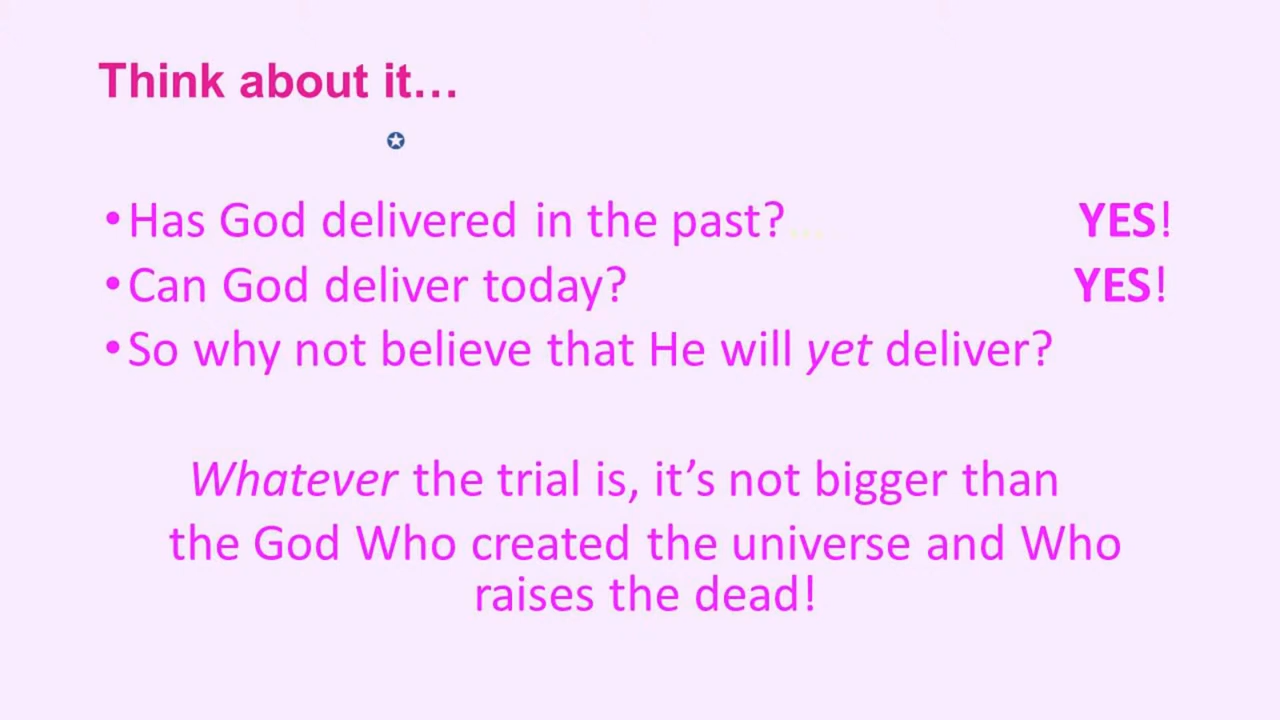 Think about it…
•Has God delivered in the past?... YES!
•Can God deliver today? YES!
•So why not believe that He will yet deliver?
Whatever the trial is, it’s not bigger than
the God Who created the universe and Who
raises the dead!